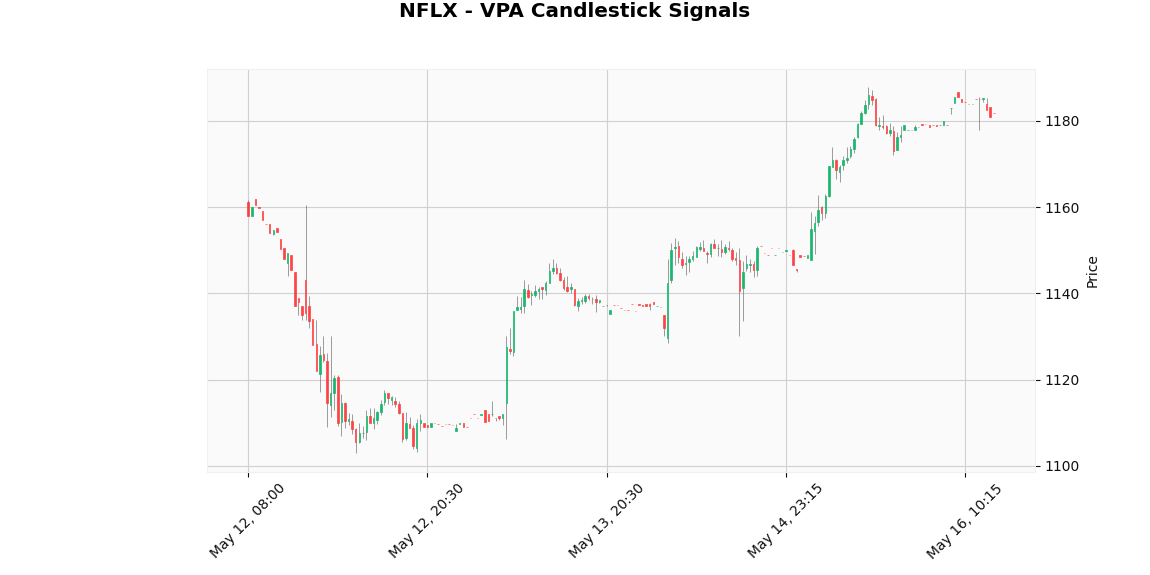 NFLX - VPA Candlestick Signals
1180
1160
1140
1120
1100
Price
May 12, 08:00
May 12, 20:30
May 13, 20:30
May 14, 23:15
May 16, 10:15